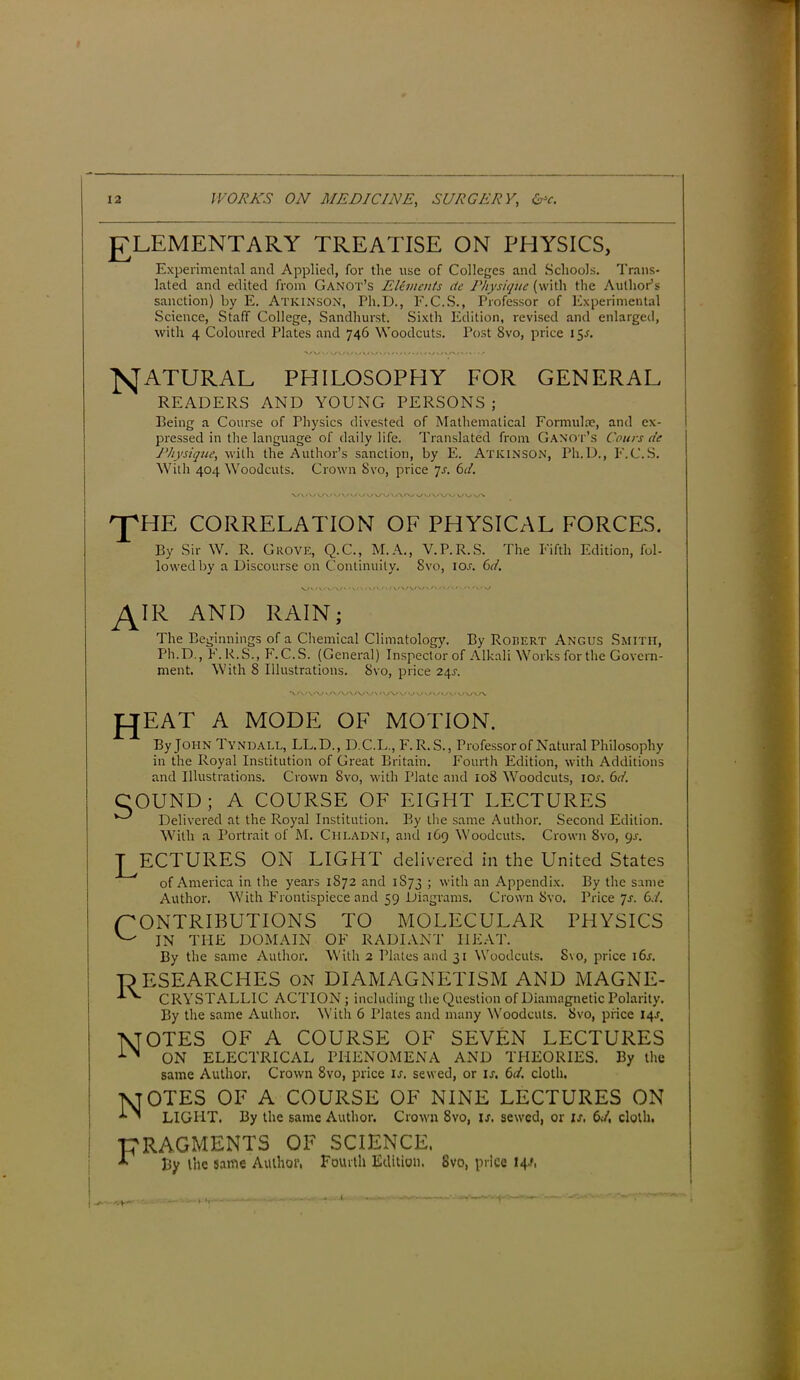 12 WORKS ON MEDICINE, SURGERY, &c.
ELEMENTARY TREATISE ON PHYSICS,
Experimental and Applied, for the use of Colleges and Schools. Trans-
lated and edited from GANOT'S Eléments de Physique (with the Author's
sanction) by E. ATKINSON, Ph.D., F.C.S., Professor of Experimental
Science, Staff College, Sandhurst. Sixth Edition, revised and enlarged,
with 4 Coloured Plates and 746 Woodcuts. Post 8vo, price 15s.
NATURAL PHILOSOPHY FOR GENERAL
READERS AND YOUNG PERSONS;
Being a Course of Physics divested of Mathematical Formulæ, and ex-
pressed in the language of daily life. Translated from GANOT'S Cours de
Physique, with the Author's sanction, by E. ATKINSON, Ph.D., F.C.S.
With 404 Woodcuts. Crown 8vo, price 7s. 6d.
THE CORRELATION OF PHYSICAL FORCES.
By Sir W. R. GROVE, Q.C., M.A., V.P.R.S. The Fifth Edition, fol-
lowed by a Discourse on Continuity. 8vo, 10s. 6d.
AIR AND RAIN;
The Beginnings of a Chemical Climatology. By ROBERT ANGUS SMITH,
Ph.D., F.R.S., F.C.S. (General) Inspector of Alkali Works for the Govern-
ment. With 8 Illustrations. 8vo, price 24s.
HEAT A MODE OF MOTION.
By JOHN TYNDALL, LL.D., D.C.L., F.R.S., Professor of Natural Philosophy
in the Royal Institution of Great Britain. Fourth Edition, with Additions
and Illustrations. Crown 8vo, with Plate and 108 Woodcuts, 10s. 6d.
SOUND; A COURSE OF EIGHT LECTURES
Delivered at the Royal Institution. By the same Author. Second Edition.
With a Portrait of M. CHLADNI, and 169 Woodcuts. Crown 8vo, 9s.
LECTURES ON LIGHT delivered in the United States
of America in the years 1872 and 1873; with an Appendix. By the same
Author. With Frontispiece and 59 Diagrams. Crown 8vo. Price 7s. 6d.
CONTRIBUTIONS TO MOLECULAR PHYSICS
IN THE DOMAIN OF RADIANT HEAT.
By the same Author. With 2 Plates and 31 Woodcuts. 8vo, price 16s.
RESEARCHES ON DIAMAGNETISM AND MAGNE-
CRYSTALLIC ACTION; including the Question of Diamagnetic Polarity.
By the same Author. With 6 Plates and many Woodcuts. 8vo, price 14s.
NOTES OF A COURSE OF SEVEN LECTURES
ON ELECTRICAL PHENOMENA AND THEORIES. By the
same Author. Crown 8vo, price 1s. sewed, or 1s. 6d. cloth.
NOTES OF A COURSE OF NINE LECTURES ON
LIGHT. By the same Author. Crown 8vo, 1s. sewed, or 1s. 6d. cloth.
FRAGMENTS OF SCIENCE.
By the same Author. Fourth Edition. 8vo, price 14s.